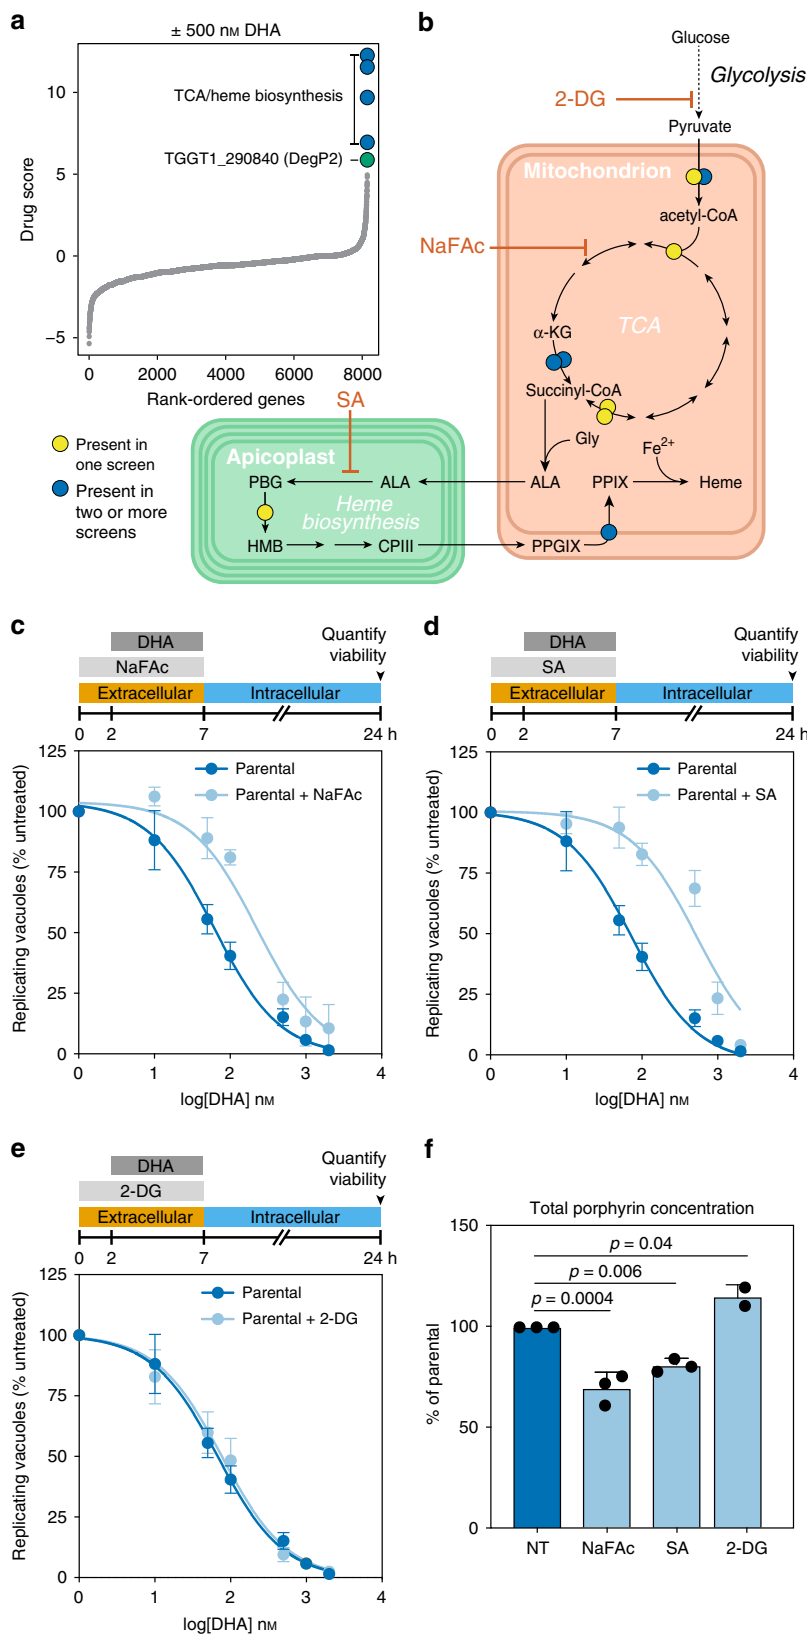 a
± 500 nM DHA
Drug score
10
5
0
−5
TCA/heme biosynthesis
TGGT1_290840 (DegP2)
0 2000 4000 6000 8000
Rank-ordered genes
Present in
one screen
Present in
two or more
screens
b
Glucose
Glycolysis
2-DG
Pyruvate
Mitochondrion
acetyl-CoA
NaFAc
TCA
α-KG
Succinyl-CoA
SA
Gly
Fe2+
Apicoplast
PBG
ALA
ALA
PPIX
Heme
Heme
biosynthesis
HMB
CPIII
PPGIX
c
DHA
NaFAc
Quantify
viability
Extracellular
Intracellular
0 2 7 24 h
Replicating vacuoles (% untreated)
125
100
75
50
25
0
Parental
Parental + NaFAc
0 1 2 3 4
log[DHA] nM
d
DHA
SA
Quantify
viability
Extracellular
Intracellular
0 2 7 24 h
Replicating vacuoles (% untreated)
125
100
75
50
25
0
Parental
Parental + SA
0 1 2 3 4
log[DHA] nM
e
DHA
2-DG
Quantify
viability
Extracellular
Intracellular
0 2 7 24 h
Replicating vacuoles (% untreated)
125
100
75
50
25
0
Parental
Parental + 2-DG
0 1 2 3 4
log[DHA] nM
f
Total porphyrin concentration
% of parental
150
100
50
0
p = 0.04
p = 0.006
p = 0.0004
NT NaFAc SA 2-DG